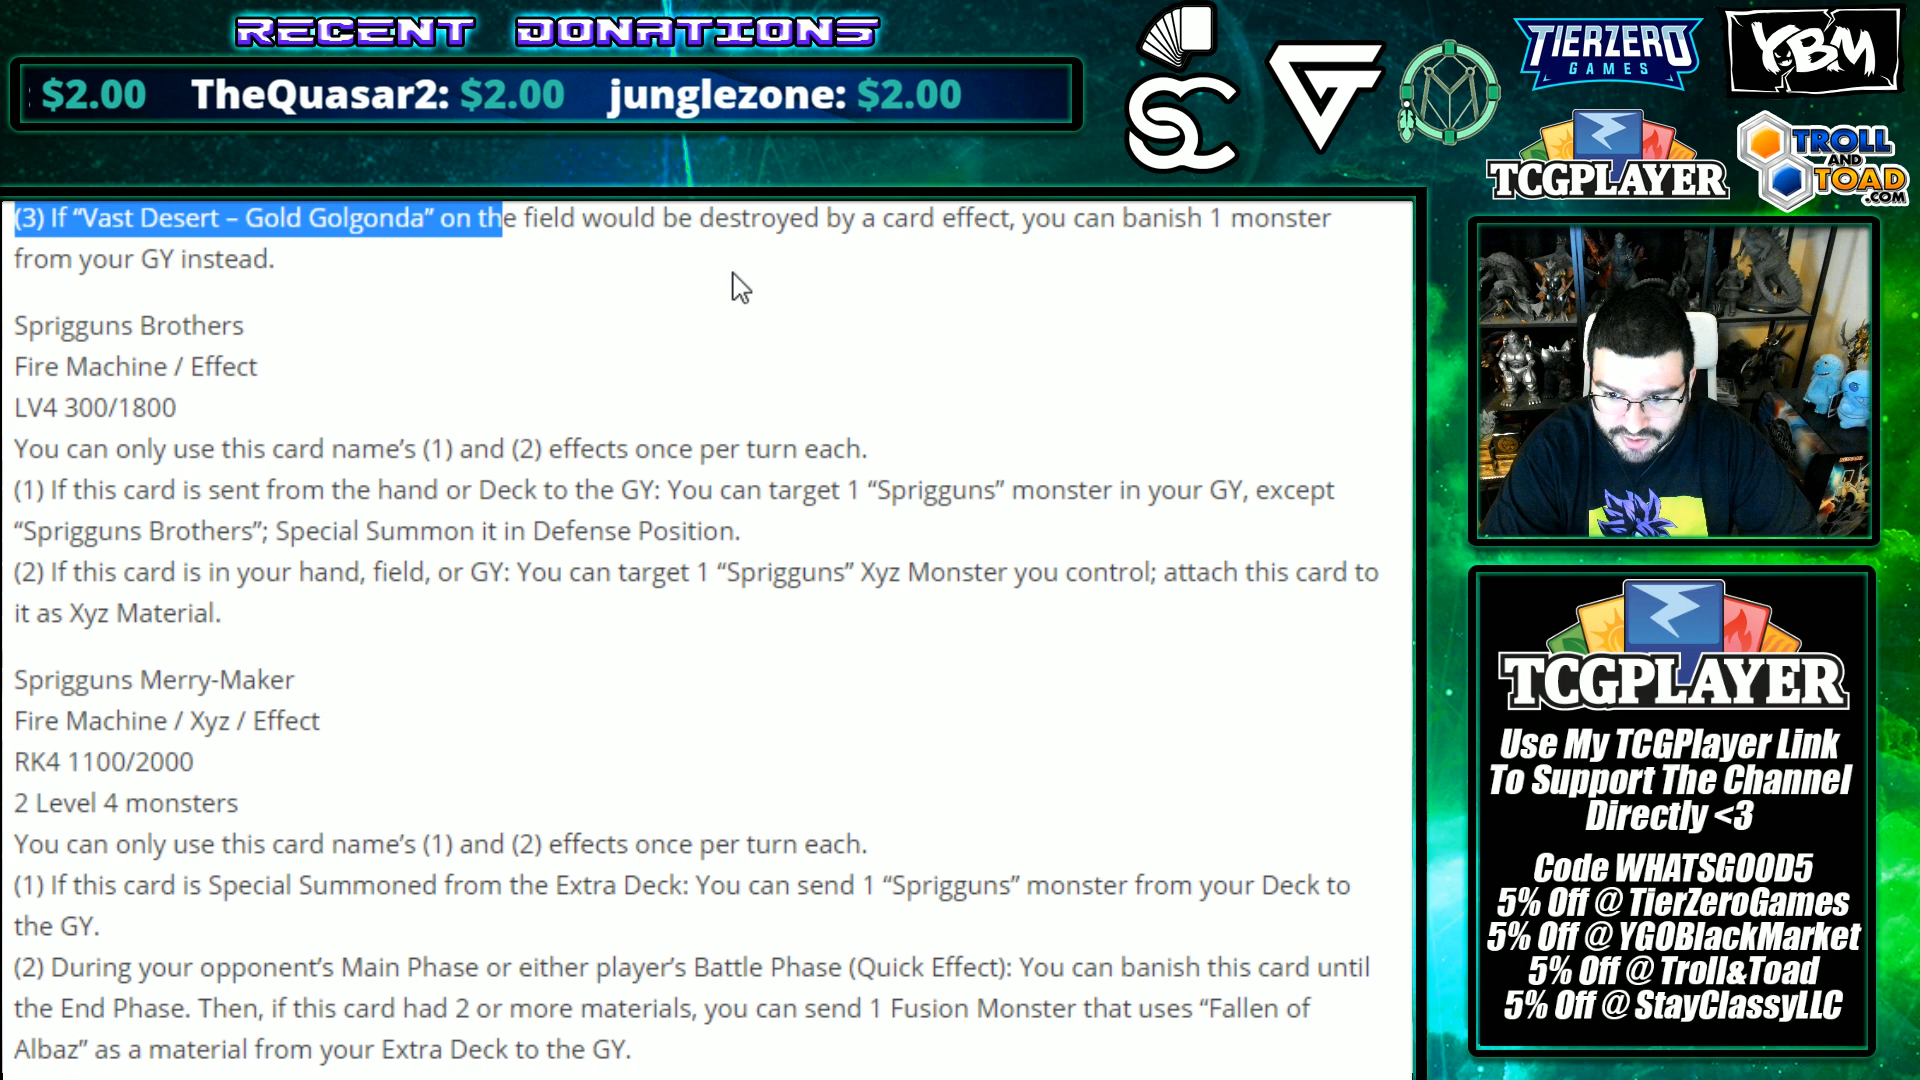 RECENT DONATIONS
: $2.00 TheQuasar2: $2.00 junglezone: $2.00
SC
TIERZERO
GAMES
YBM
TCGPLAYER
TROLL
AND
TOAD
.COM
(3) If “Vast Desert – Gold Golgonda” on the field would be destroyed by a card effect, you can banish 1 monster
from your GY instead.
Sprigguns Brothers
Fire Machine / Effect
LV4 300/1800
You can only use this card name’s (1) and (2) effects once per turn each.
(1) If this card is sent from the hand or Deck to the GY: You can target 1 “Sprigguns” monster in your GY, except
“Sprigguns Brothers”; Special Summon it in Defense Position.
(2) If this card is in your hand, field, or GY: You can target 1 “Sprigguns” Xyz Monster you control; attach this card to
it as Xyz Material.
Sprigguns Merry-Maker
Fire Machine / Xyz / Effect
RK4 1100/2000
2 Level 4 monsters
You can only use this card name’s (1) and (2) effects once per turn each.
(1) If this card is Special Summoned from the Extra Deck: You can send 1 “Sprigguns” monster from your Deck to
the GY.
(2) During your opponent’s Main Phase or either player’s Battle Phase (Quick Effect): You can banish this card until
the End Phase. Then, if this card had 2 or more materials, you can send 1 Fusion Monster that uses “Fallen of
Albaz” as a material from your Extra Deck to the GY.
TCGPLAYER
Use My TCGPlayer Link
To Support The Channel
Directly <3
Code WHATSGOOD5
5% Off @ TierZeroGames
5% Off @ YGOBlackMarket
5% Off @ Troll&Toad
5% Off @ StayClassyLLC